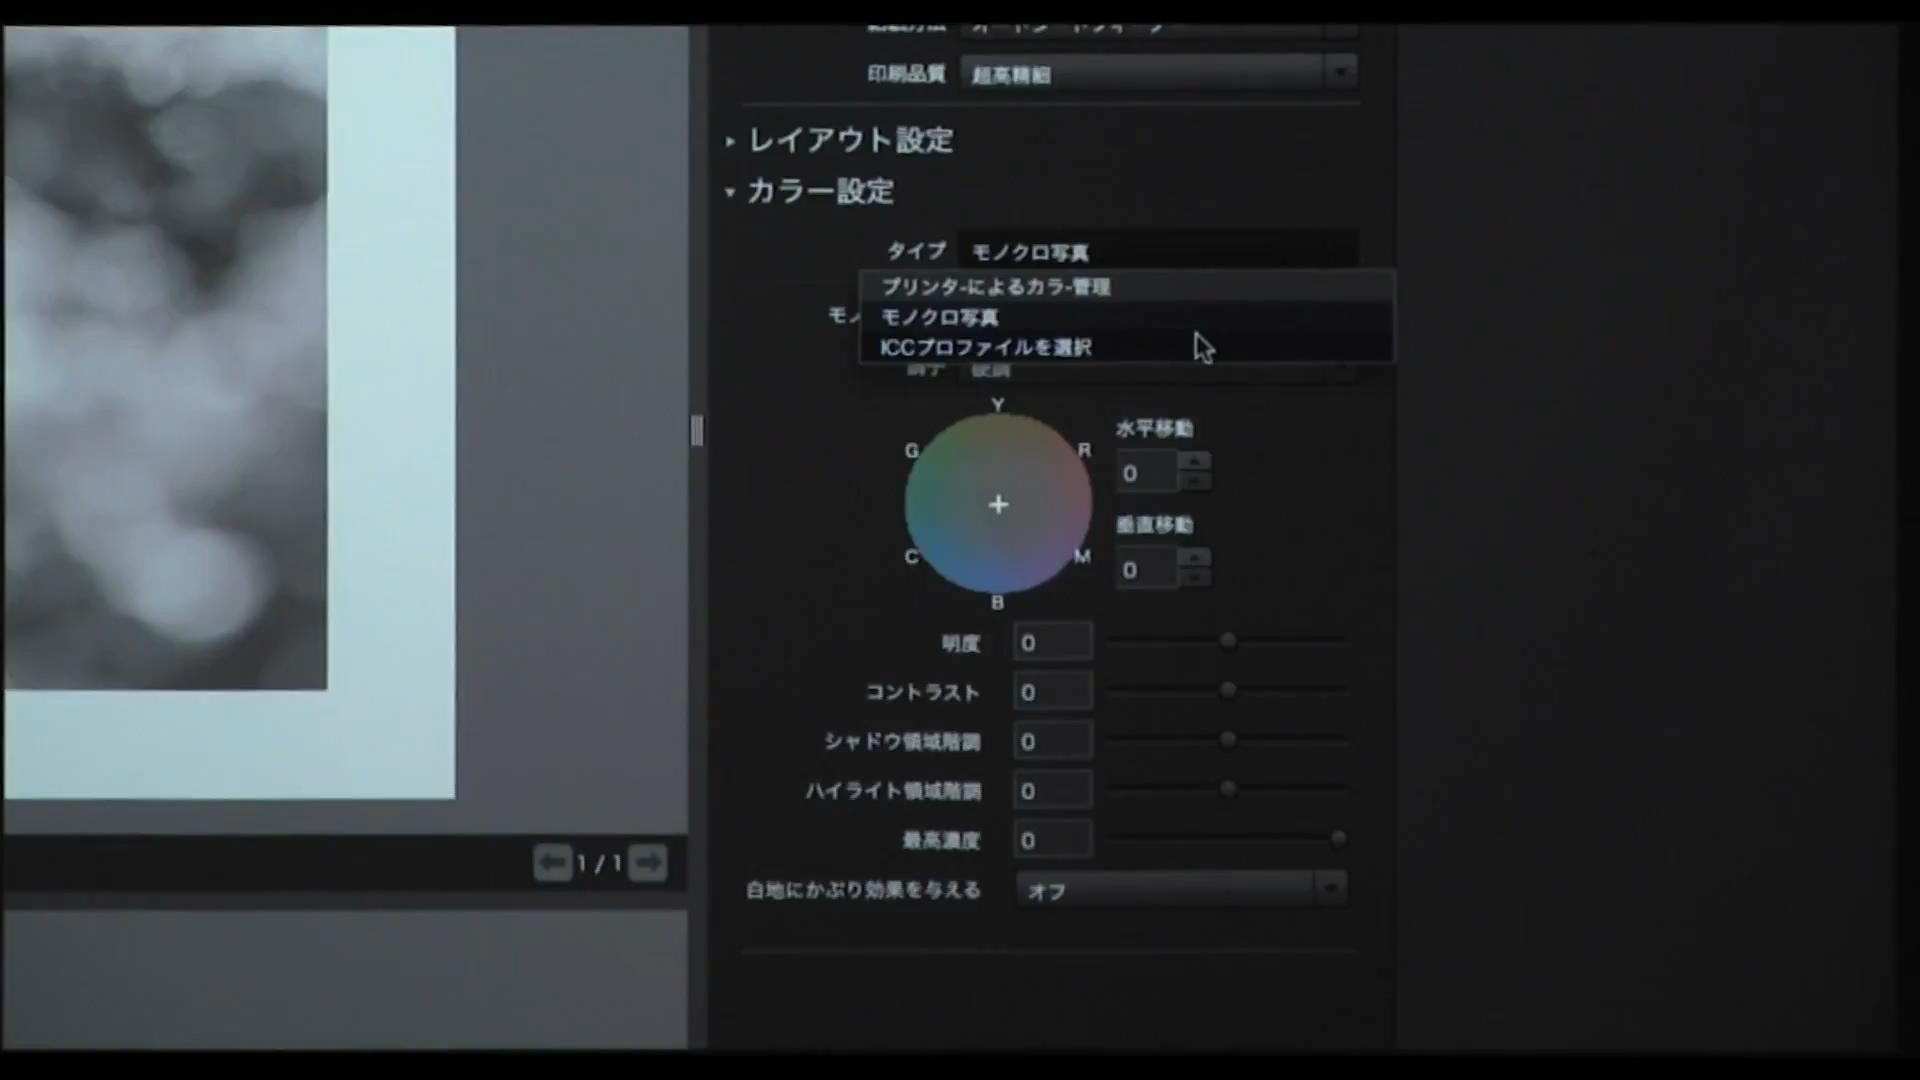 印刷品質 超高精細
レイアウト設定
カラー設定
タイプ モノクロ写真
プリンタ-によるカラ-管理
モノ
モノクロ写真
ICCプロファイルを選択
調子 硬調
Y
G
R
C
M
B
水平移動
0
垂直移動
0
明度 0
コントラスト 0
シャドウ領域階調 0
ハイライト領域階調 0
最高濃度 0
1 / 1
白地にかぶり効果を与える オフ